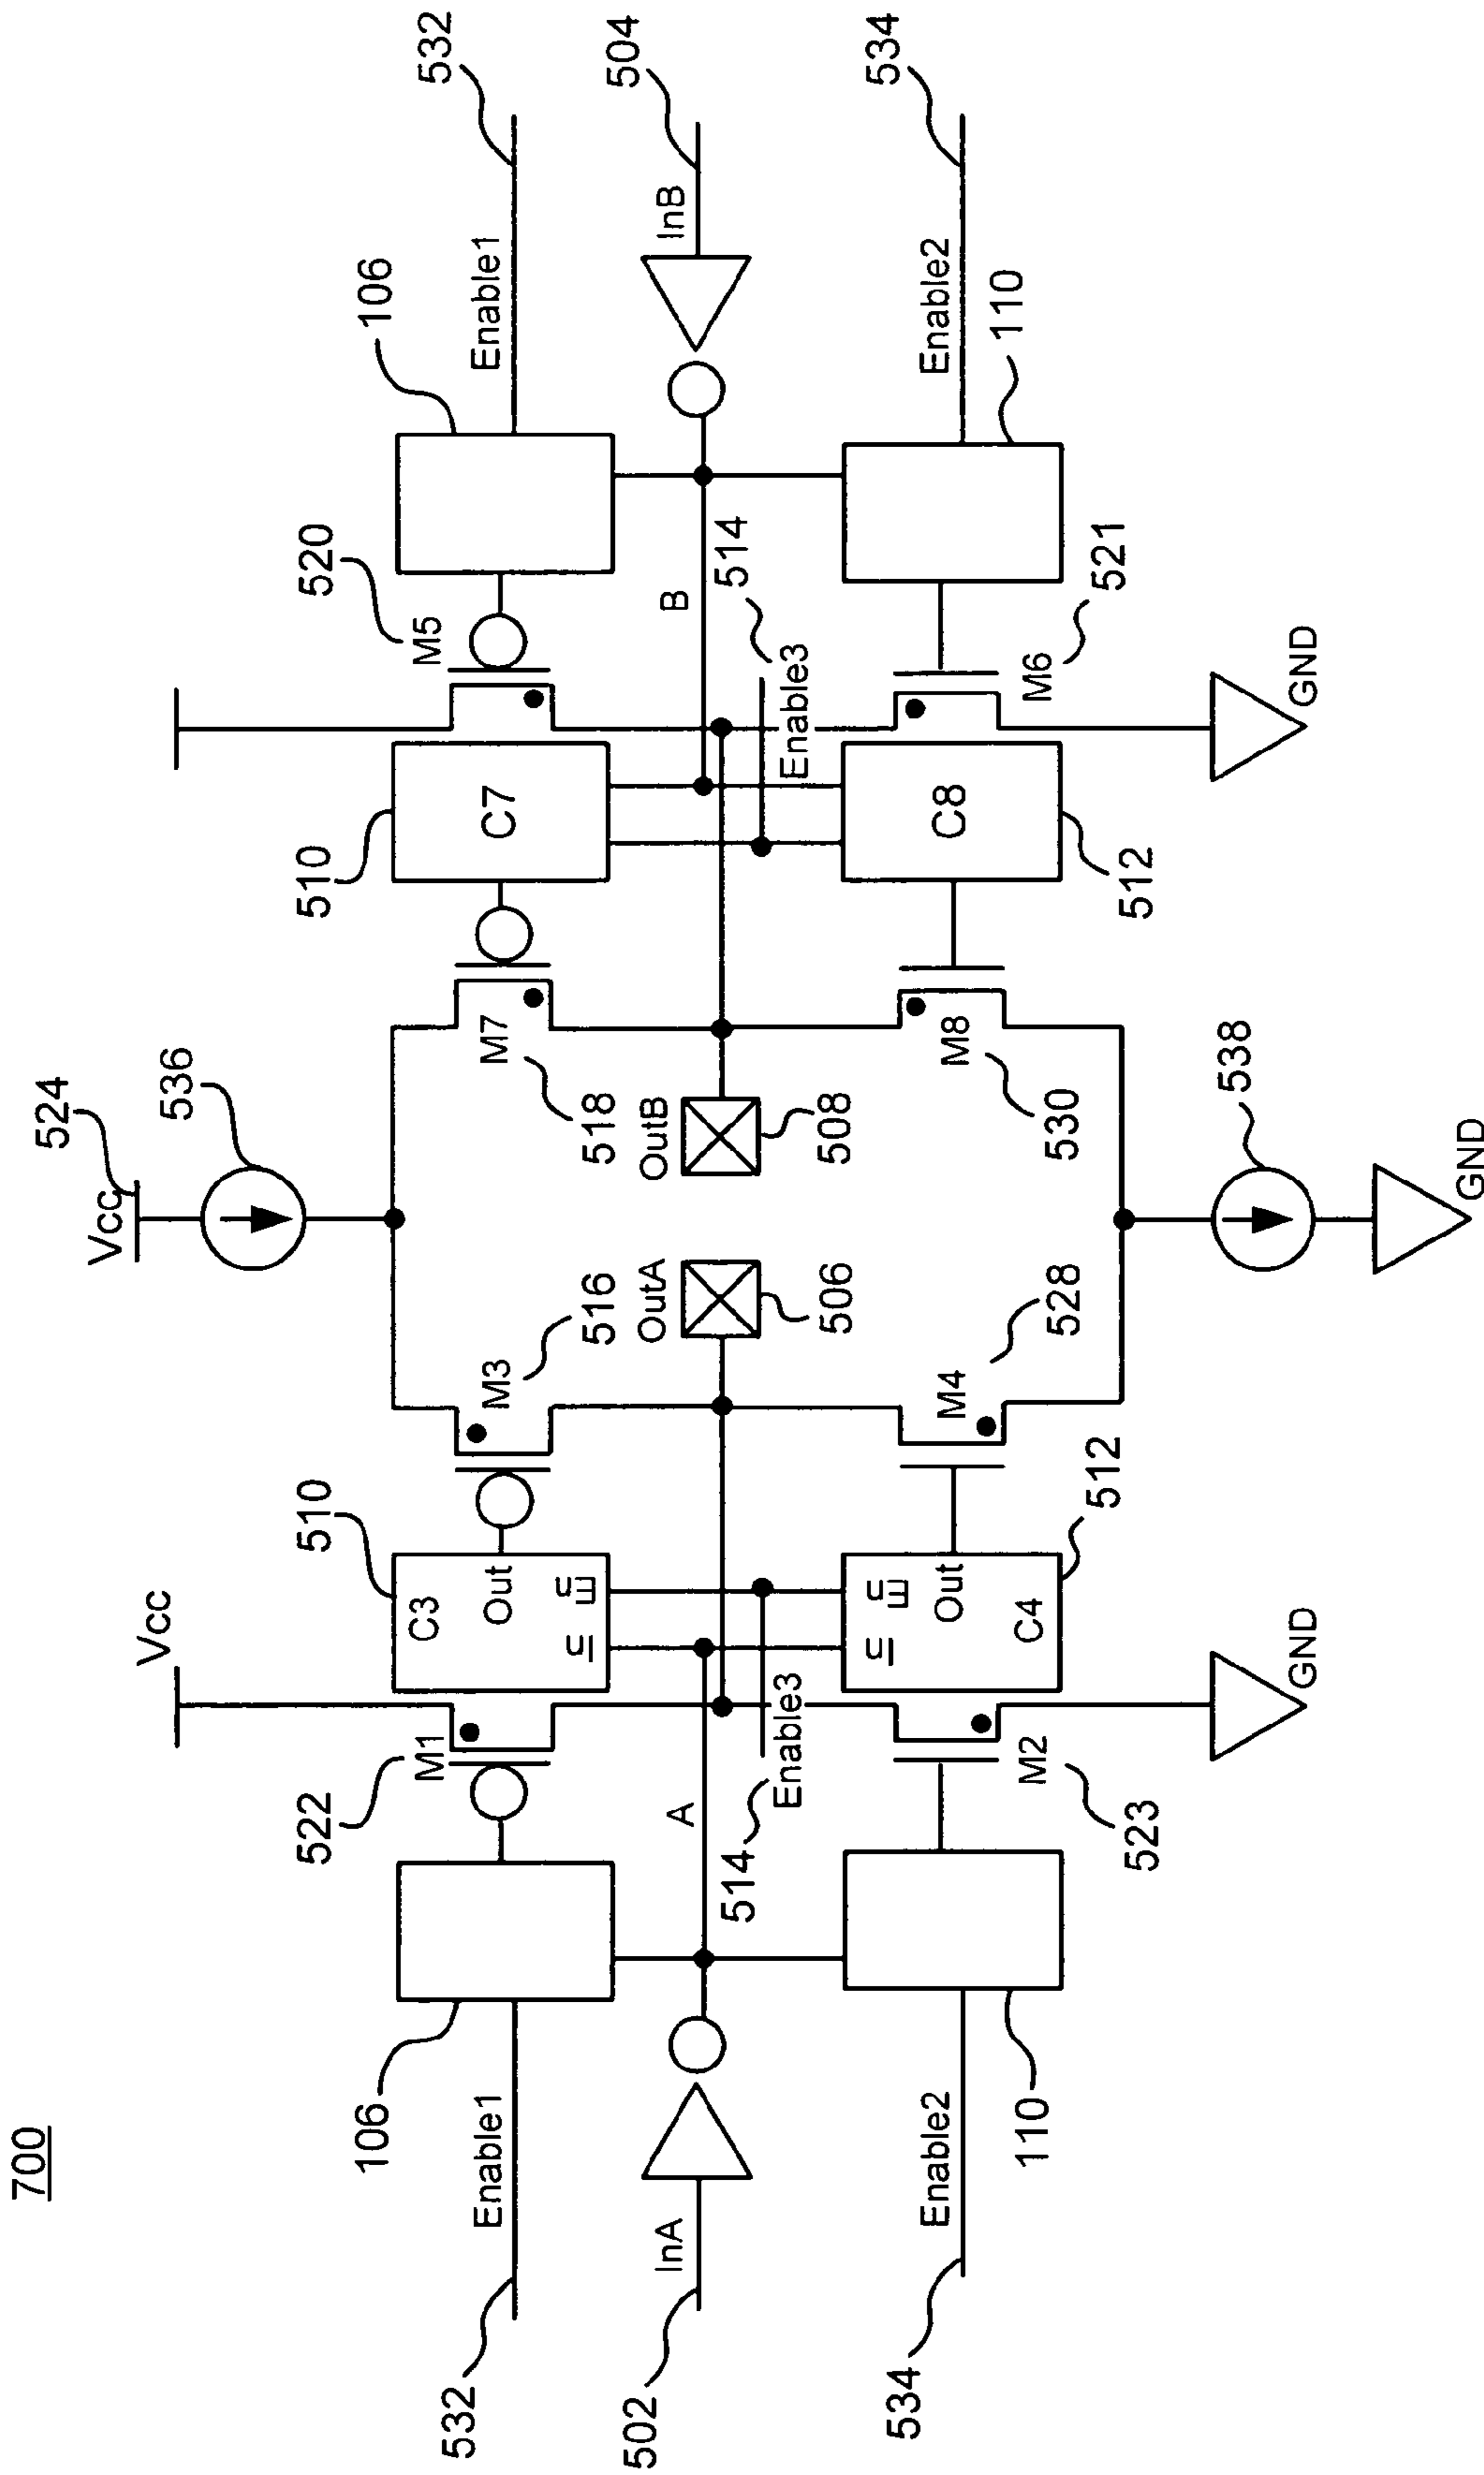 700
524
Vcc
536
Vcc
522
M1
510
C3
Out
In
En
M3
516
M7
518
510
C7
520
M5
106
Enable1
532
106
Enable1
532
InA
502
A
514
Enable3
OutA
506
OutB
508
Enable3
514
B
InB
504
534
Enable2
110
M2
523
GND
In
En
Out
C4
512
M4
528
M8
530
538
GND
C8
512
M6
521
GND
110
Enable2
534